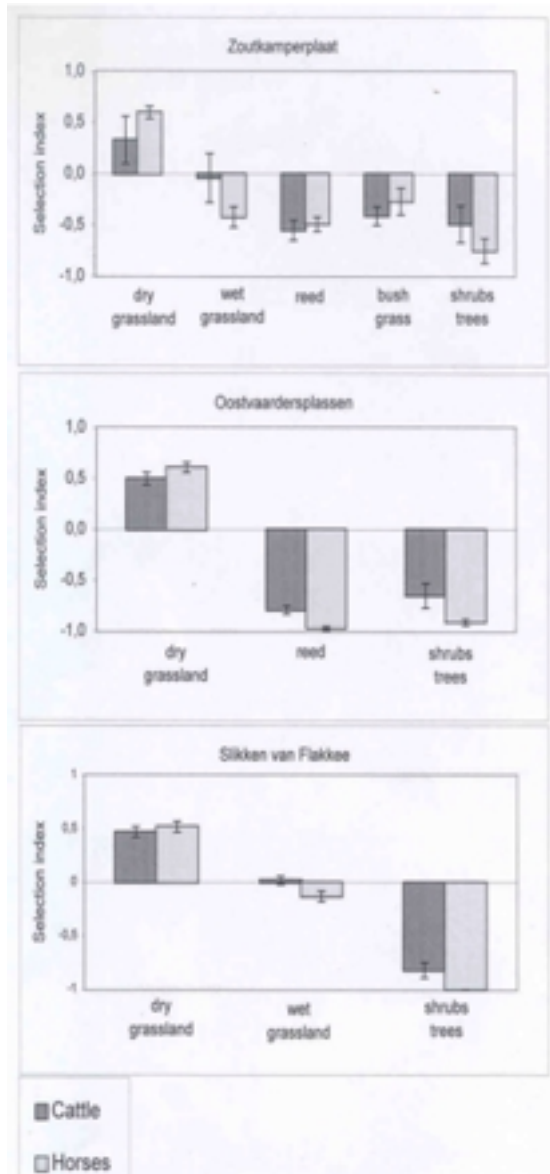 Zoutkamperplaat
Selection index
1,0
0,5
0,0
-0,5
-1,0
dry
grassland
wet
grassland
reed
bush
grass
shrubs
trees
Oostvaardersplassen
Selection index
1,0
0,5
0,0
-0,5
-1,0
dry
grassland
reed
shrubs
trees
Slikken van Flakkee
Selection index
1
0,5
0
-0,5
-1
dry
grassland
wet
grassland
shrubs
trees
Cattle
Horses